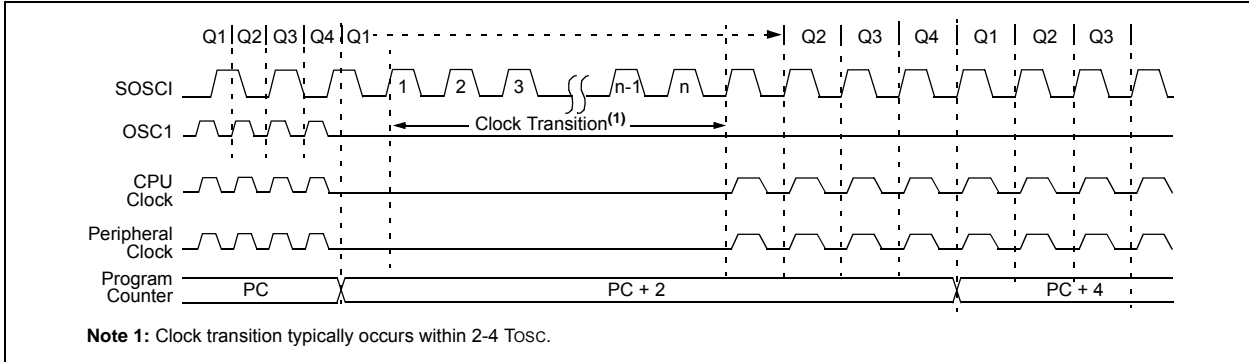 Q1 Q2 Q3 Q4 Q1 Q2 Q3 Q4 Q1 Q2 Q3
SOSCI 1 2 3 n-1 n
OSC1 Clock Transition(1)
CPU
Clock
Peripheral
Clock
Program
Counter PC PC + 2 PC + 4
Note 1: Clock transition typically occurs within 2-4 TOSC.